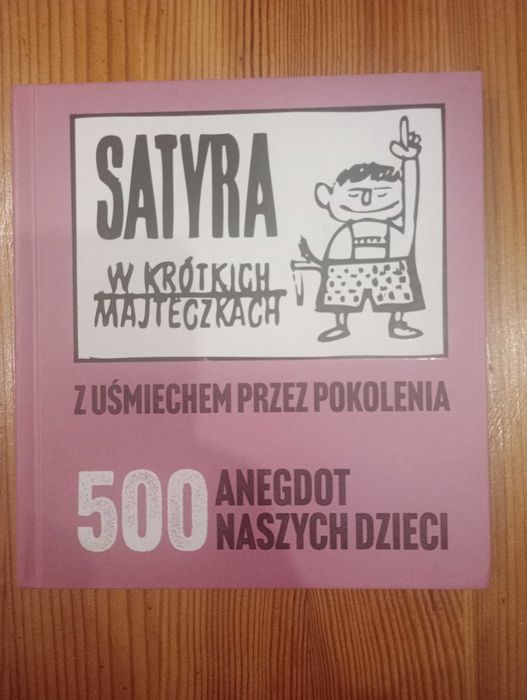 SATYRA
W KRÓTKICH
MAJTECZKACH
Z UŚMIECHEM PRZEZ POKOLENIA
500 ANEGDOT
NASZYCH DZIECI